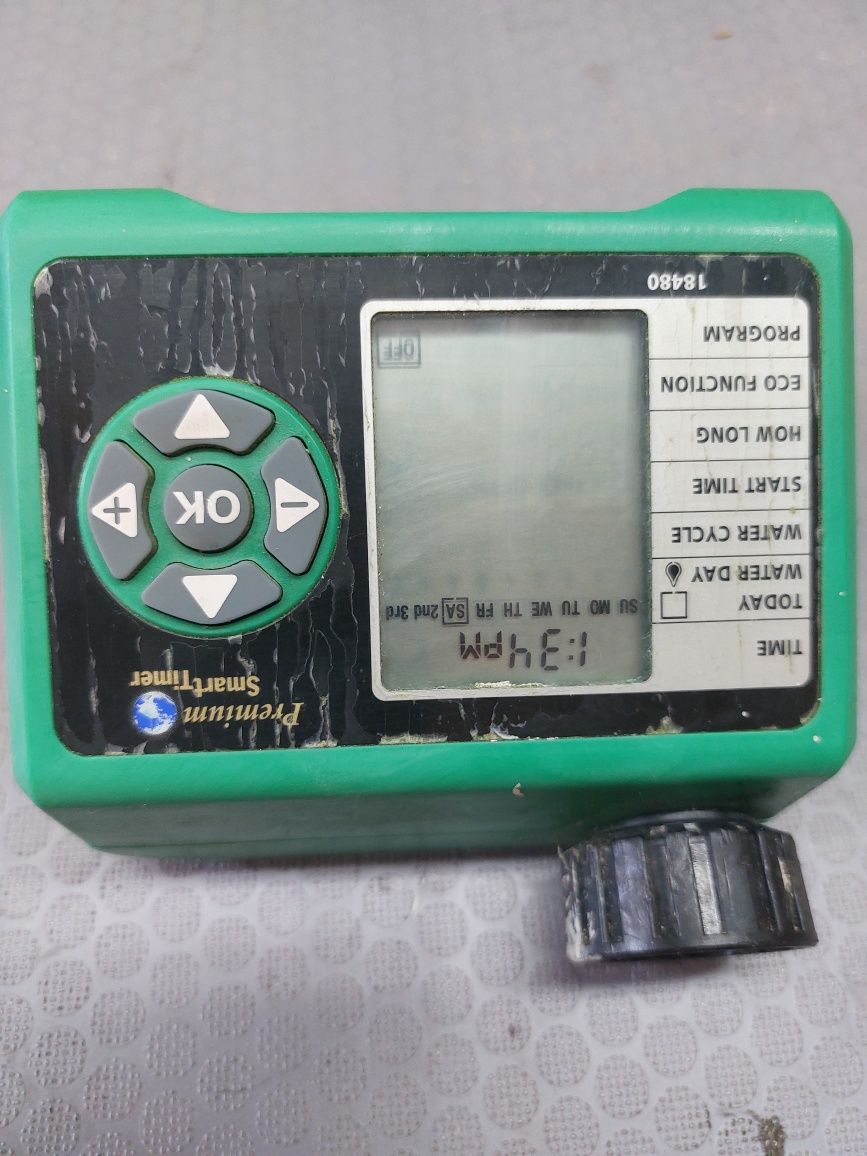 Premium
SmartTimer
TIME
1:34PM
TODAY
WATER DAY
SU MO TU WE TH FR SA 2nd 3rd
WATER CYCLE
START TIME
HOW LONG
ECO FUNCTION
PROGRAM
OFF
18480
OK